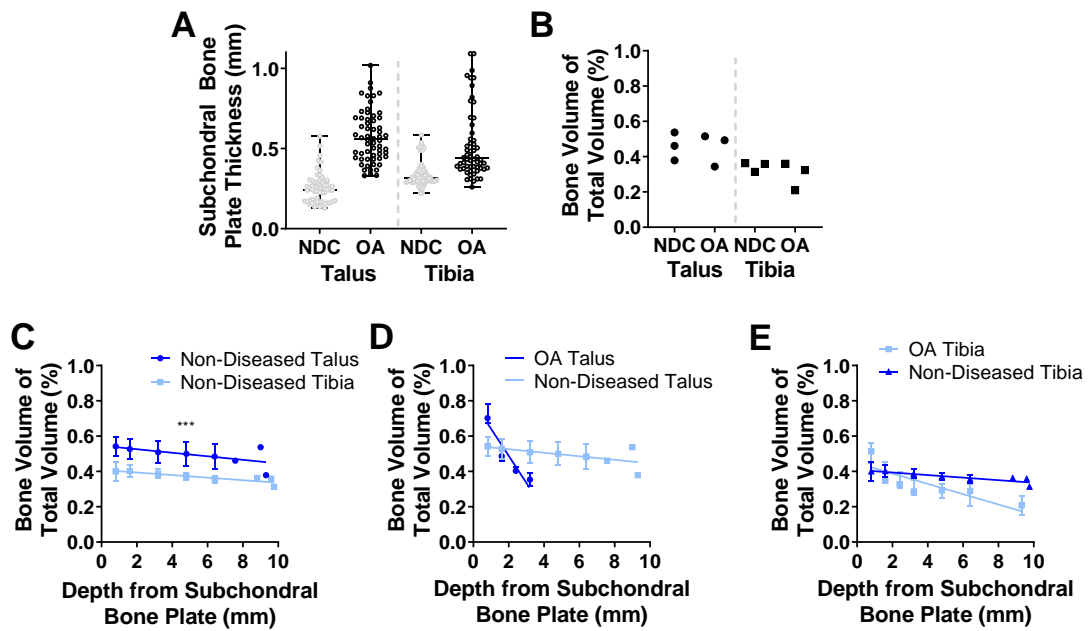 A
Subchondral Bone
Plate Thickness (mm)
1.0
0.5
0.0
NDC OA NDC OA
Talus Tibia
B
Bone Volume of
Total Volume (%)
0.8
0.6
0.4
0.2
0.0
NDC OA NDC OA
Talus Tibia
C
Non-Diseased Talus
Non-Diseased Tibia
Bone Volume of
Total Volume (%)
1.0
0.8
0.6
0.4
0.2
0.0
***
0 2 4 6 8 10
Depth from Subchondral
Bone Plate (mm)
D
OA Talus
Non-Diseased Talus
Bone Volume of
Total Volume (%)
1.0
0.8
0.6
0.4
0.2
0.0
0 2 4 6 8 10
Depth from Subchondral
Bone Plate (mm)
E
OA Tibia
Non-Diseased Tibia
Bone Volume of
Total Volume (%)
1.0
0.8
0.6
0.4
0.2
0.0
0 2 4 6 8 10
Depth from Subchondral
Bone Plate (mm)